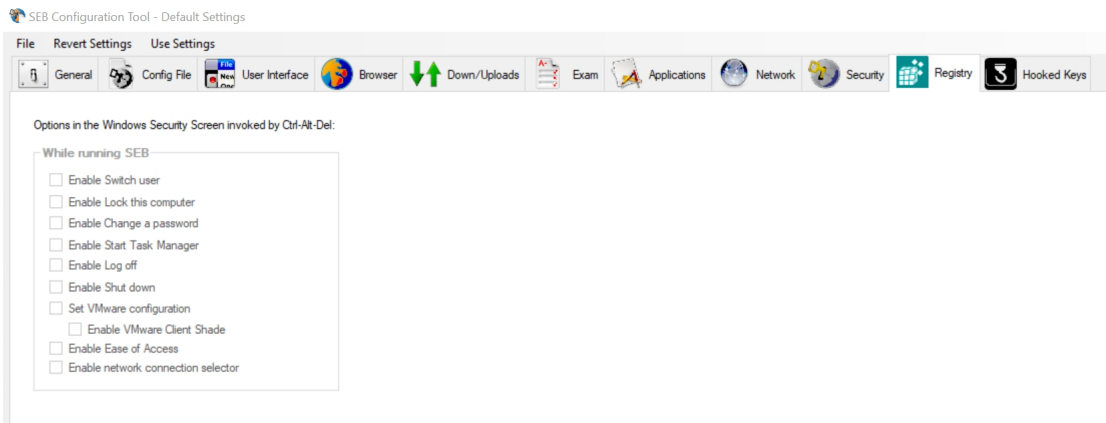 SEB Configuration Tool - Default Settings
File Revert Settings Use Settings
General Config File File New User Interface Browser Down/Uploads A- Exam Applications Network Security Registry Hooked Keys
Options in the Windows Security Screen invoked by Ctrl-Alt-Del:
While running SEB
Enable Switch user
Enable Lock this computer
Enable Change a password
Enable Start Task Manager
Enable Log off
Enable Shut down
Set VMware configuration
Enable VMware Client Shade
Enable Ease of Access
Enable network connection selector